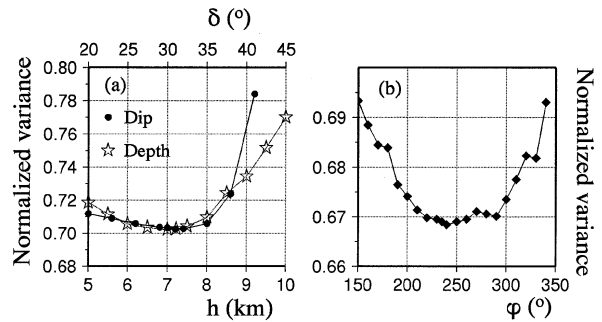 δ (º)
20 25 30 35 40 45
0.80
0.78
0.76
0.74
0.72
0.70
0.68
Normalized variance
(a)
Dip
Depth
5 6 7 8 9 10
h (km)
(b)
0.69
0.68
0.67
0.66
150 200 250 300 350
φ (º)
Normalized variance